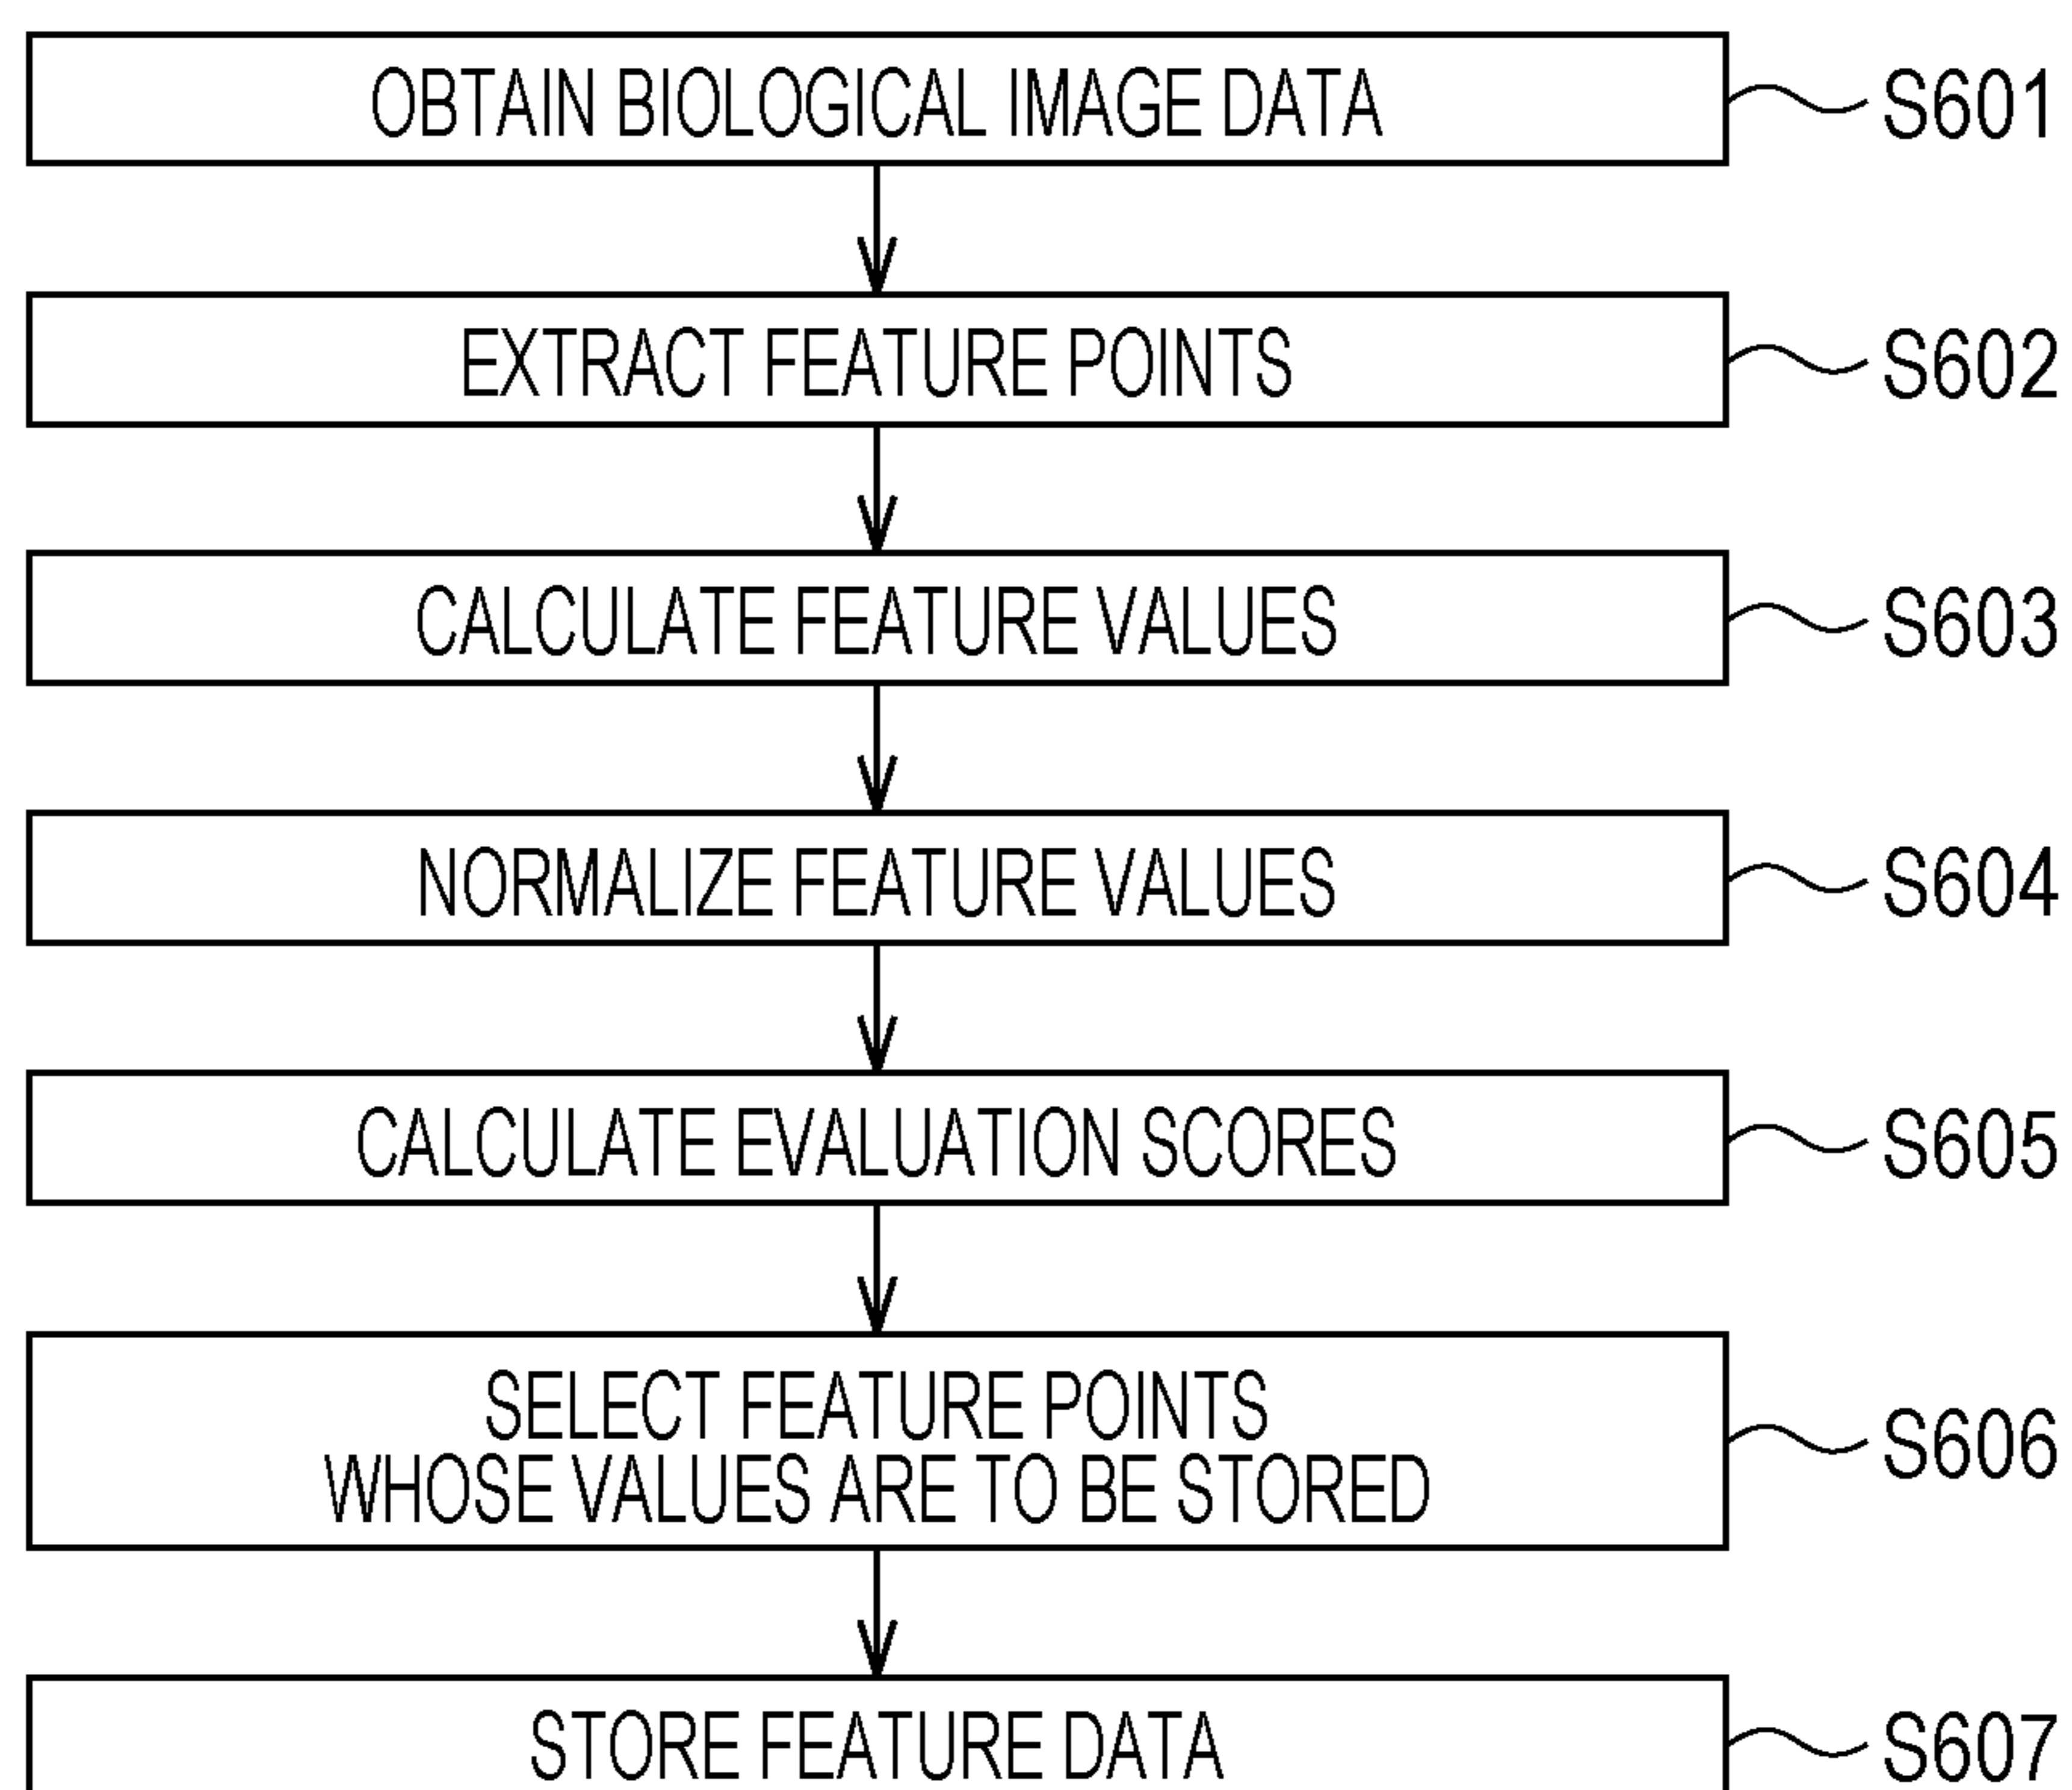 OBTAIN BIOLOGICAL IMAGE DATA S601
EXTRACT FEATURE POINTS S602
CALCULATE FEATURE VALUES S603
NORMALIZE FEATURE VALUES S604
CALCULATE EVALUATION SCORES S605
SELECT FEATURE POINTS
WHOSE VALUES ARE TO BE STORED S606
STORE FEATURE DATA S607